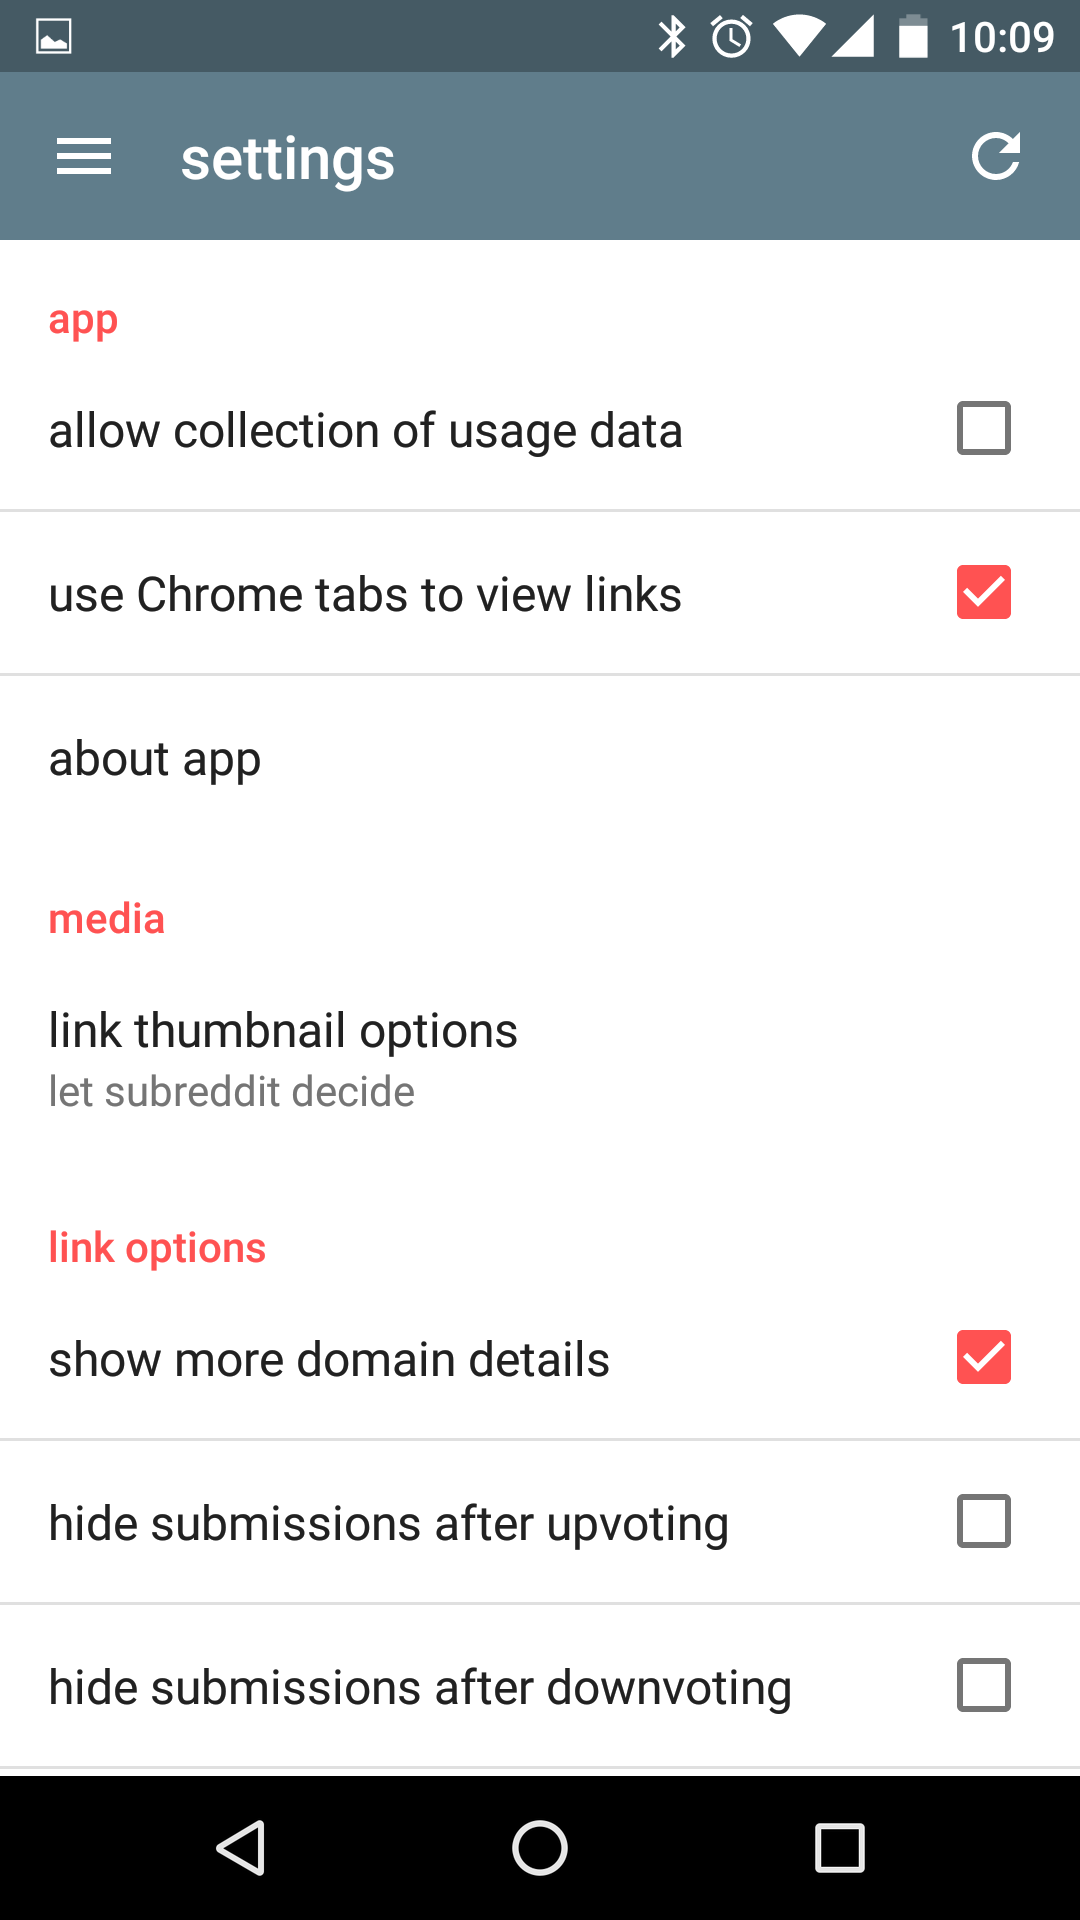 10:09
settings
app
allow collection of usage data
use Chrome tabs to view links
about app
media
link thumbnail options
let subreddit decide
link options
show more domain details
hide submissions after upvoting
hide submissions after downvoting